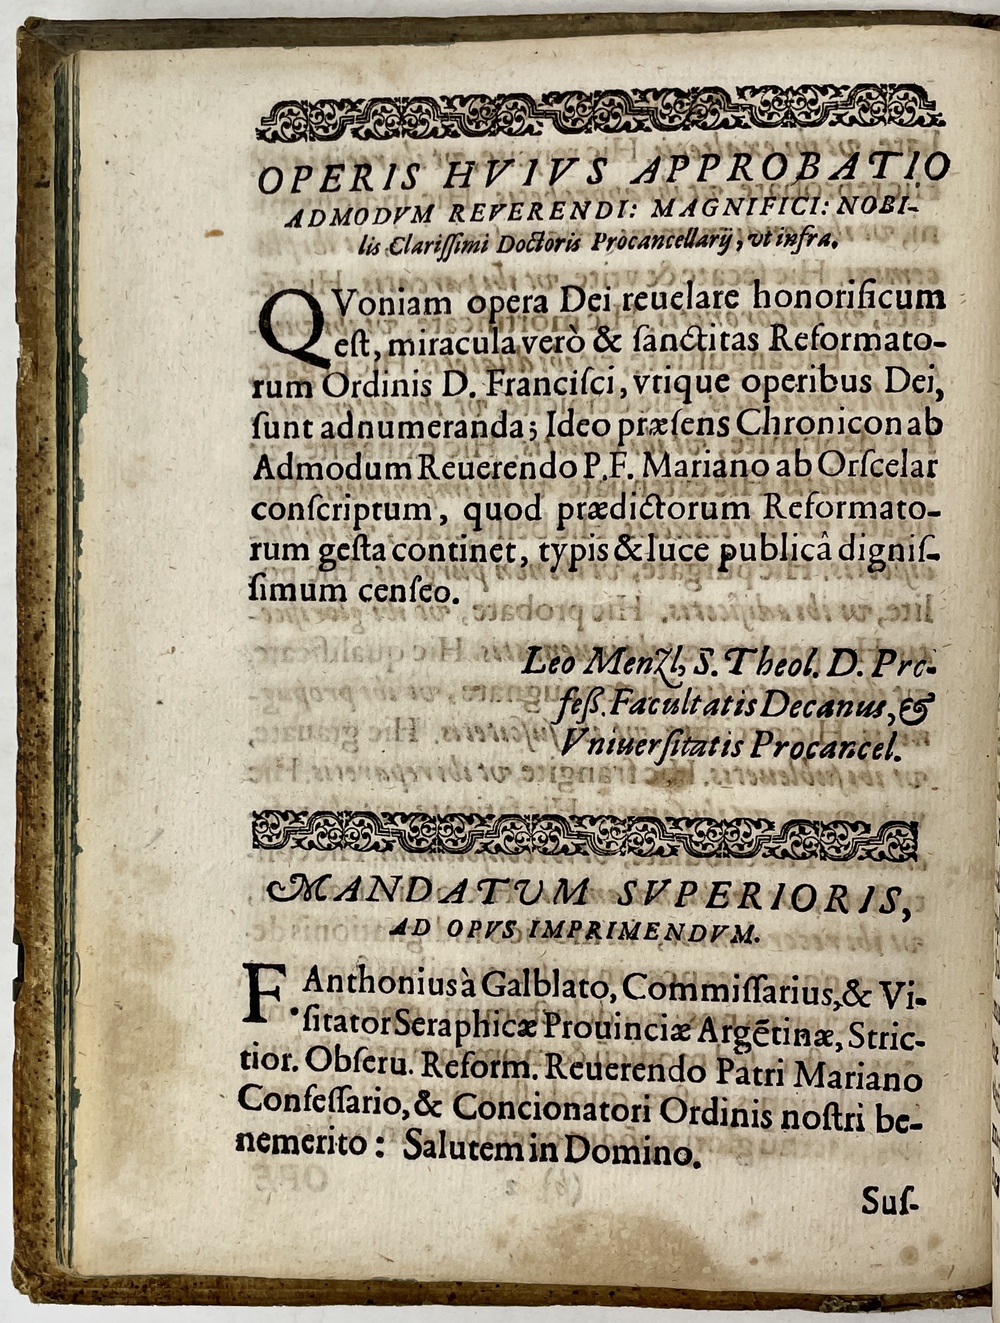 OPERIS HVIVS APPROBATIO
ADMODVM REVERENDI: MAGNIFICI: NOBI-
lis Clariſſimi Doctoris Procancellarij, vt infra.
QVoniam opera Dei reuelare honorificum
eſt, miracula verò & ſanctitas Reformato-
rum Ordinis D. Franciſci, vtique operibus Dei,
ſunt adnumeranda; Ideo præſens Chronicon ab
Admodum Reuerendo P.F. Mariano ab Orſcelar
conſcriptum, quod prædictorum Reformato-
rum geſta continet, typis & luce publicâ digniſ-
ſimum cenſeo.
Leo Menzl, S. Theol. D. Pro-
feſß. Facultatis Decanus, &
Vniuerſitatis Procancel.
MANDATUM SVPERIORIS,
AD OPVS IMPRIMENDVM.
F. Anthonius à Galblato, Commiſſarius, & Vi-
ſitator Seraphicæ Prouinciæ Argētinæ, Stric-
tior. Obſeru. Reform. Reuerendo Patri Mariano
Confeſſario, & Concionatori Ordinis noſtri be-
nemerito: Salutem in Domino.
Suſ-